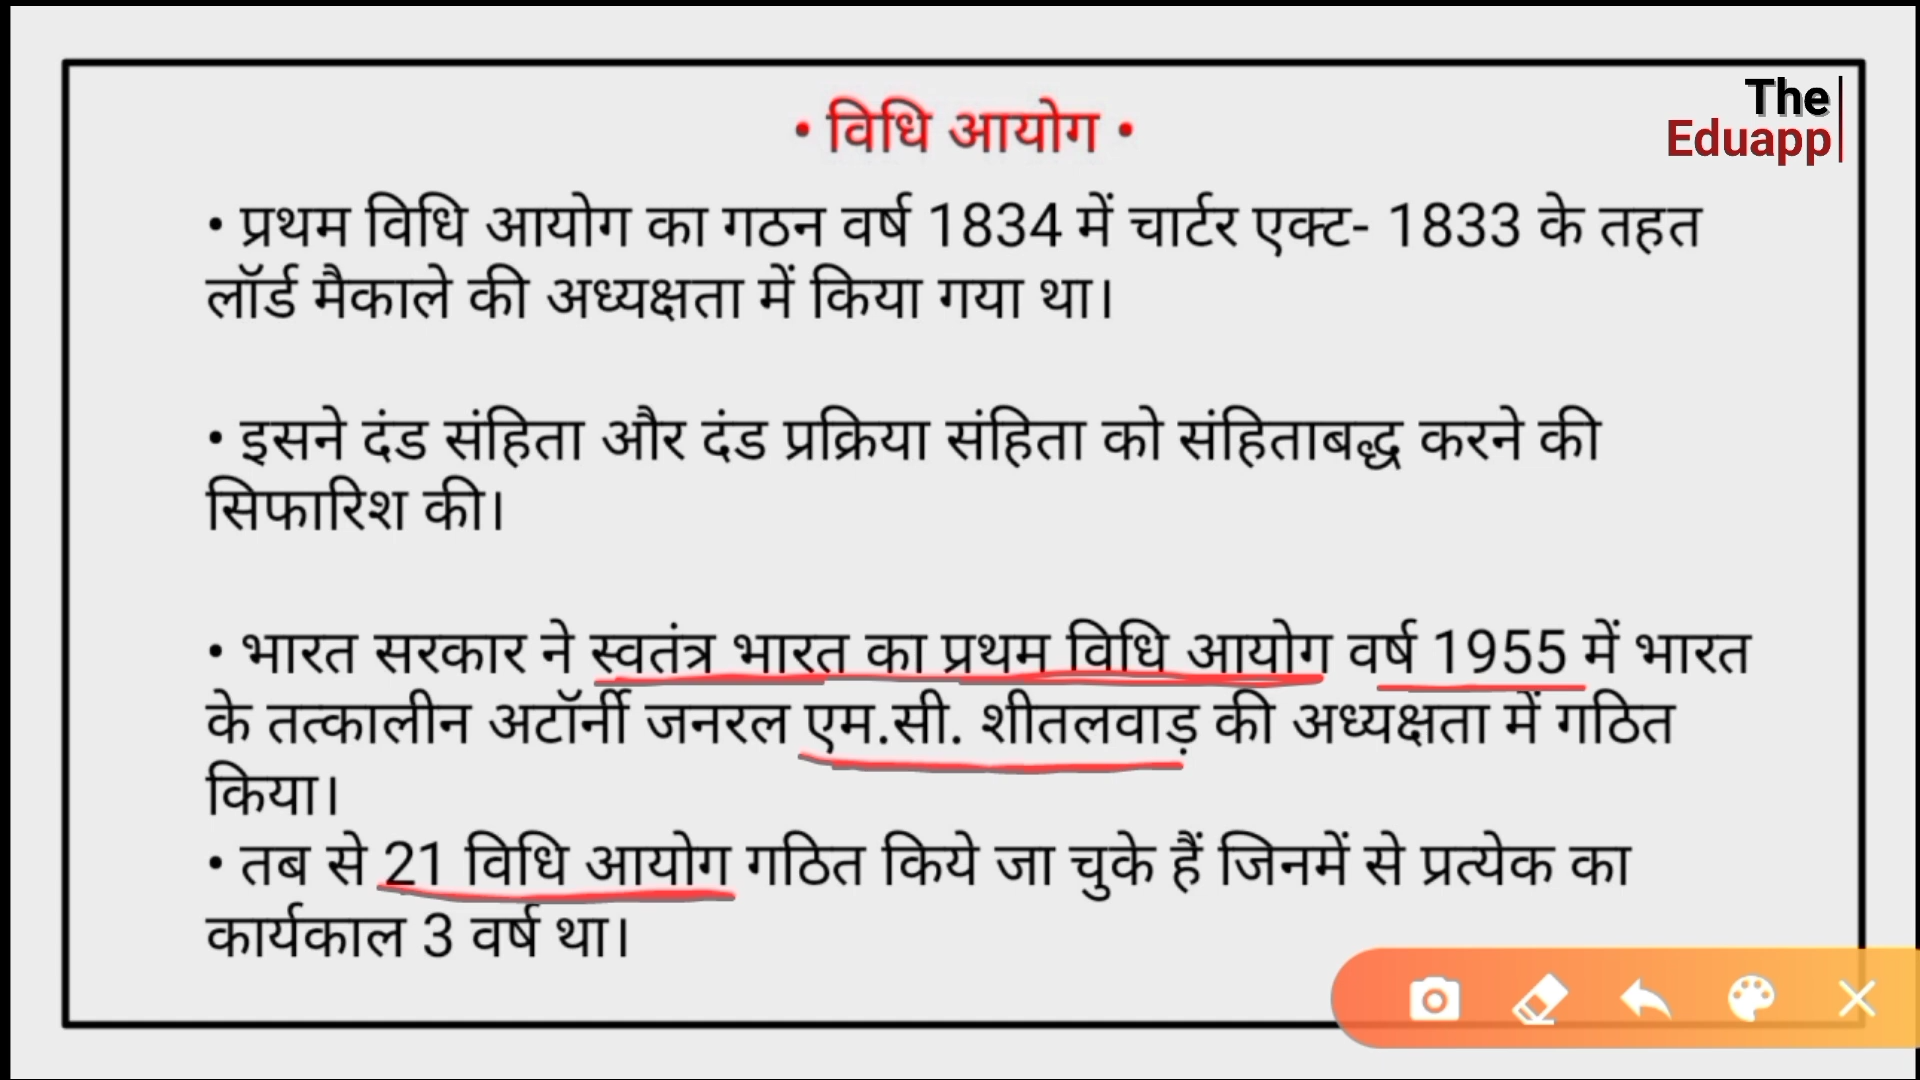 • विधि आयोग •
The
Eduapp
• प्रथम विधि आयोग का गठन वर्ष 1834 में चार्टर एक्ट- 1833 के तहत
लॉर्ड मैकाले की अध्यक्षता में किया गया था।
• इसने दंड संहिता और दंड प्रक्रिया संहिता को संहिताबद्ध करने की
सिफारिश की।
• भारत सरकार ने स्वतंत्र भारत का प्रथम विधि आयोग वर्ष 1955 में भारत
के तत्कालीन अटॉर्नी जनरल एम.सी. शीतलवाड़ की अध्यक्षता में गठित
किया।
• तब से 21 विधि आयोग गठित किये जा चुके हैं जिनमें से प्रत्येक का
कार्यकाल 3 वर्ष था।